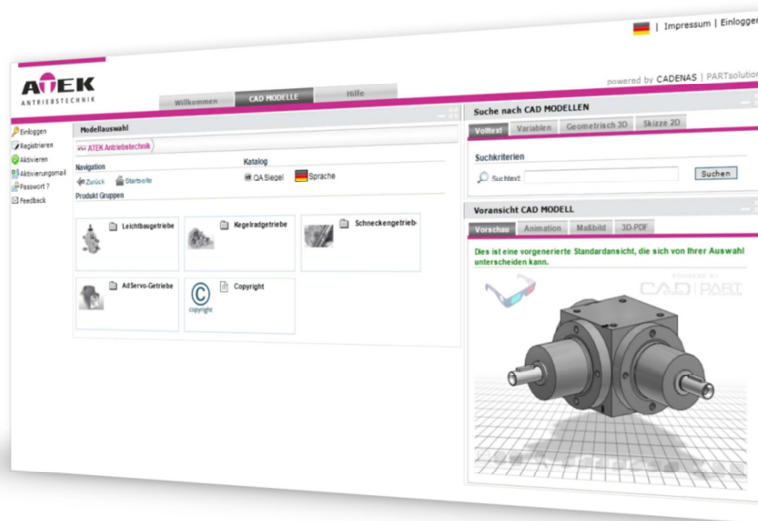 Impressum | Einloggen
ATEK
ANTRIEBSTECHNIK
powered by CADENAS | PARTsolution
Willkommen
CAD MODELLE
Hilfe
Einloggen
Registrieren
Aktivieren
Aktivierungsmail
Passwort ?
Feedback
Modellauswahl
ATEK Antriebstechnik
Navigation
Zurück
Startseite
Katalog
QA Siegel
Sprache
Produkt Gruppen
Leichtbaugetriebe
Kegelradgetriebe
Schneckengetrieb-
AdServo-Getriebe
copyright
Copyright
Suche nach CAD MODELLEN
Volltext
Variablen
Geometrisch 3D
Skizze 2D
Suchkriterien
Suchtext
Suchen
Voransicht CAD MODELL
Vorschau
Animation
Maßbild
3D-PDF
Dies ist eine vorgenerierte Standardansicht, die sich von Ihrer Auswahl
unterscheiden kann.
POWERED BY
CAD | PART